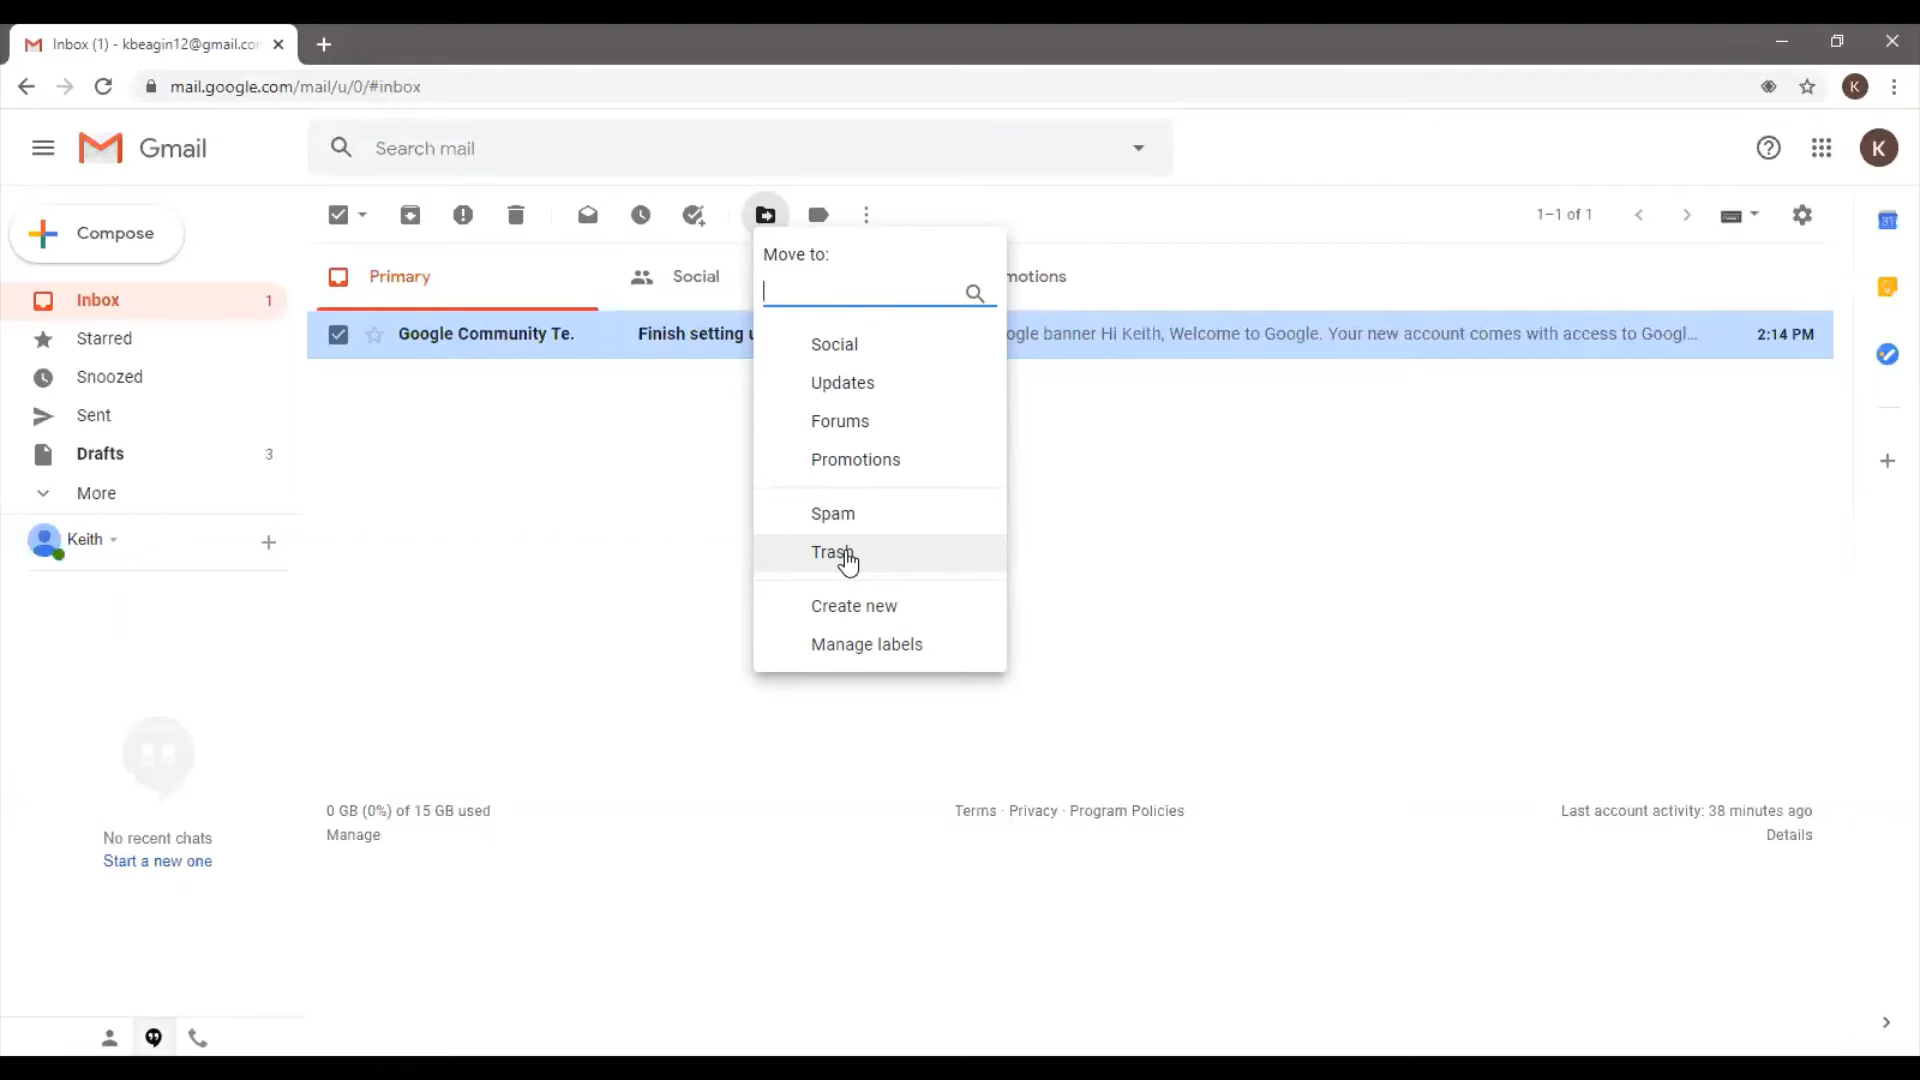 Inbox (1) - kbeagin12@gmail.cor
mail.google.com/mail/u/0/#inbox
K
Gmail
Search mail
K
Compose
1–1 of 1
31
Move to:
Primary
Social
motions
Inbox 1
Google Community Te. Finish setting u ogle banner Hi Keith, Welcome to Google. Your new account comes with access to Googl... 2:14 PM
Starred
Snoozed
Sent
Drafts 3
More
Keith
Social
Updates
Forums
Promotions
Spam
Trash
Create new
Manage labels
No recent chats
Start a new one
0 GB (0%) of 15 GB used
Manage
Terms · Privacy · Program Policies
Last account activity: 38 minutes ago
Details